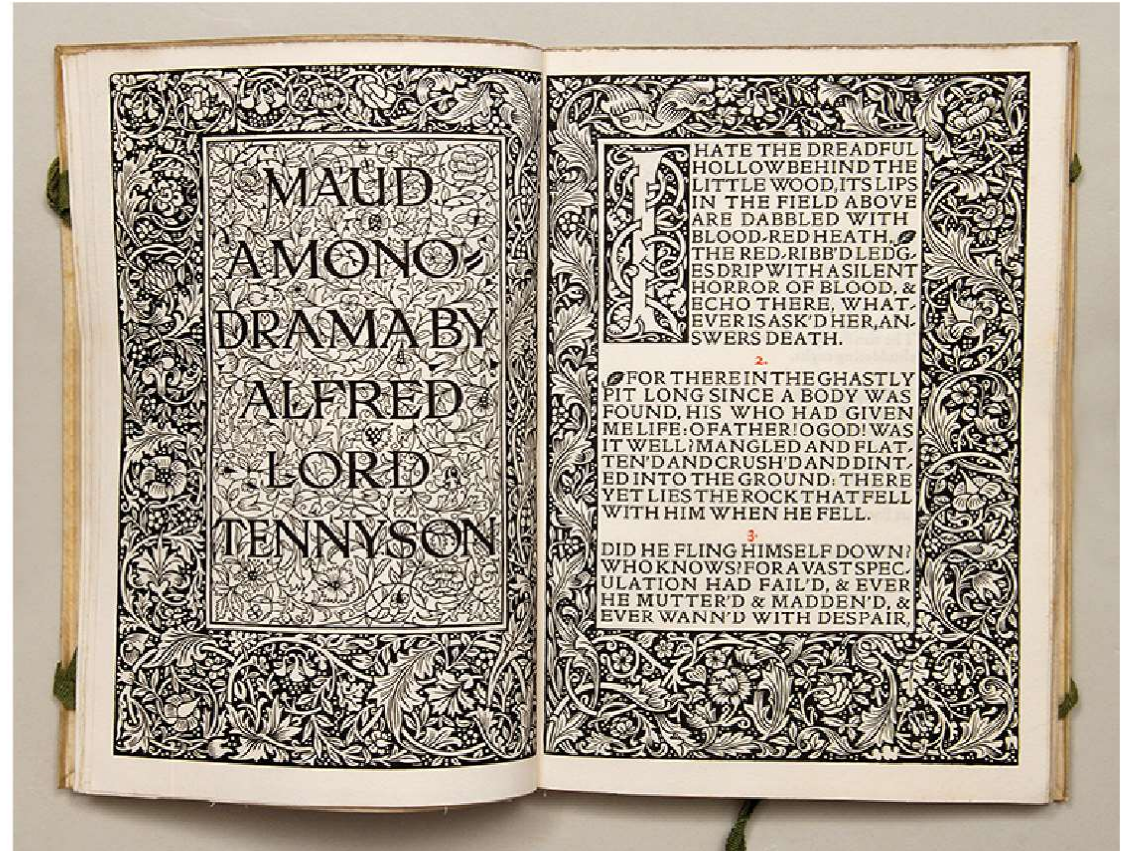 MAUD
A MONO-
DRAMA BY
ALFRED
LORD
TENNYSON
I HATE THE DREADFUL
HOLLOW BEHIND THE
LITTLE WOOD, ITS LIPS
IN THE FIELD ABOVE
ARE DABBLED WITH
BLOOD-RED HEATH,
THE RED-RIBB'D LEDG-
ES DRIP WITH A SILENT
HORROR OF BLOOD, &
ECHO THERE, WHAT-
EVER IS ASK'D HER, AN-
SWERS DEATH.
2.
FOR THERE IN THE GHASTLY
PIT LONG SINCE A BODY WAS
FOUND, HIS WHO HAD GIVEN
ME LIFE: O FATHER! O GOD! WAS
IT WELL? MANGLED AND FLAT-
TEN'D AND CRUSH'D AND DINT-
ED INTO THE GROUND: THERE
YET LIES THE ROCK THAT FELL
WITH HIM WHEN HE FELL.
3.
DID HE FLING HIMSELF DOWN?
WHO KNOWS? FOR A VAST SPEC-
ULATION HAD FAIL'D, & EVER
HE MUTTER'D & MADDEN'D, &
EVER WANN'D WITH DESPAIR,